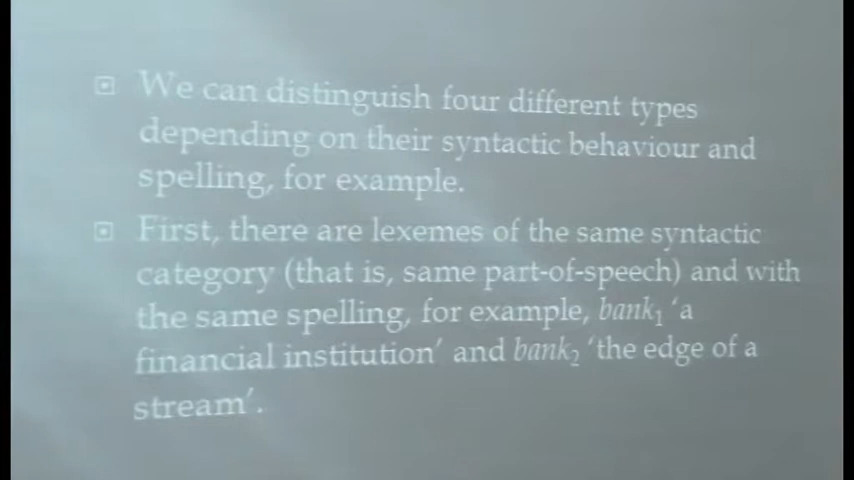 We can distinguish four different types
depending on their syntactic behaviour and
spelling, for example.
First, there are lexemes of the same syntactic
category (that is, same part-of-speech) and with
the same spelling, for example, bank₁ ‘a
financial institution’ and bank₂ ‘the edge of a
stream’.